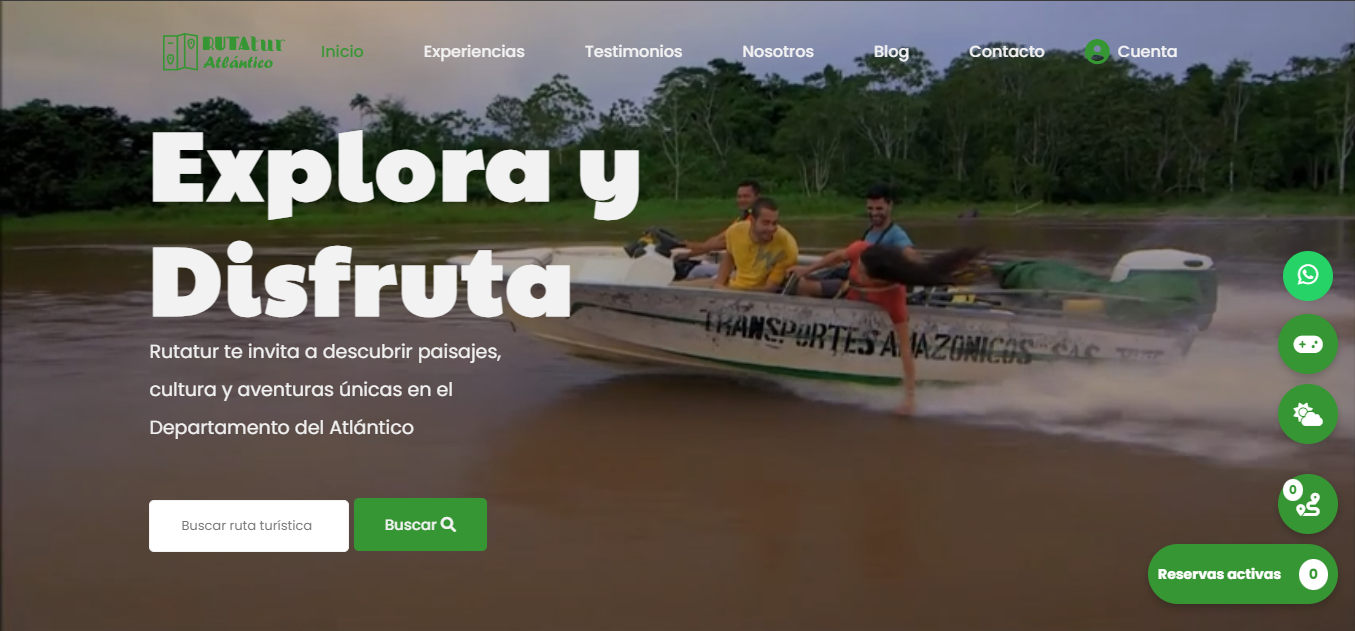 RUTAtur
Atlántico
Inicio
Experiencias
Testimonios
Nosotros
Blog
Contacto
Cuenta
Explora y
Disfruta
TRANSPORTES AMAZONICOS SAS
Rutatur te invita a descubrir paisajes,
cultura y aventuras únicas en el
Departamento del Atlántico
Buscar ruta turística
Buscar
0
Reservas activas
0